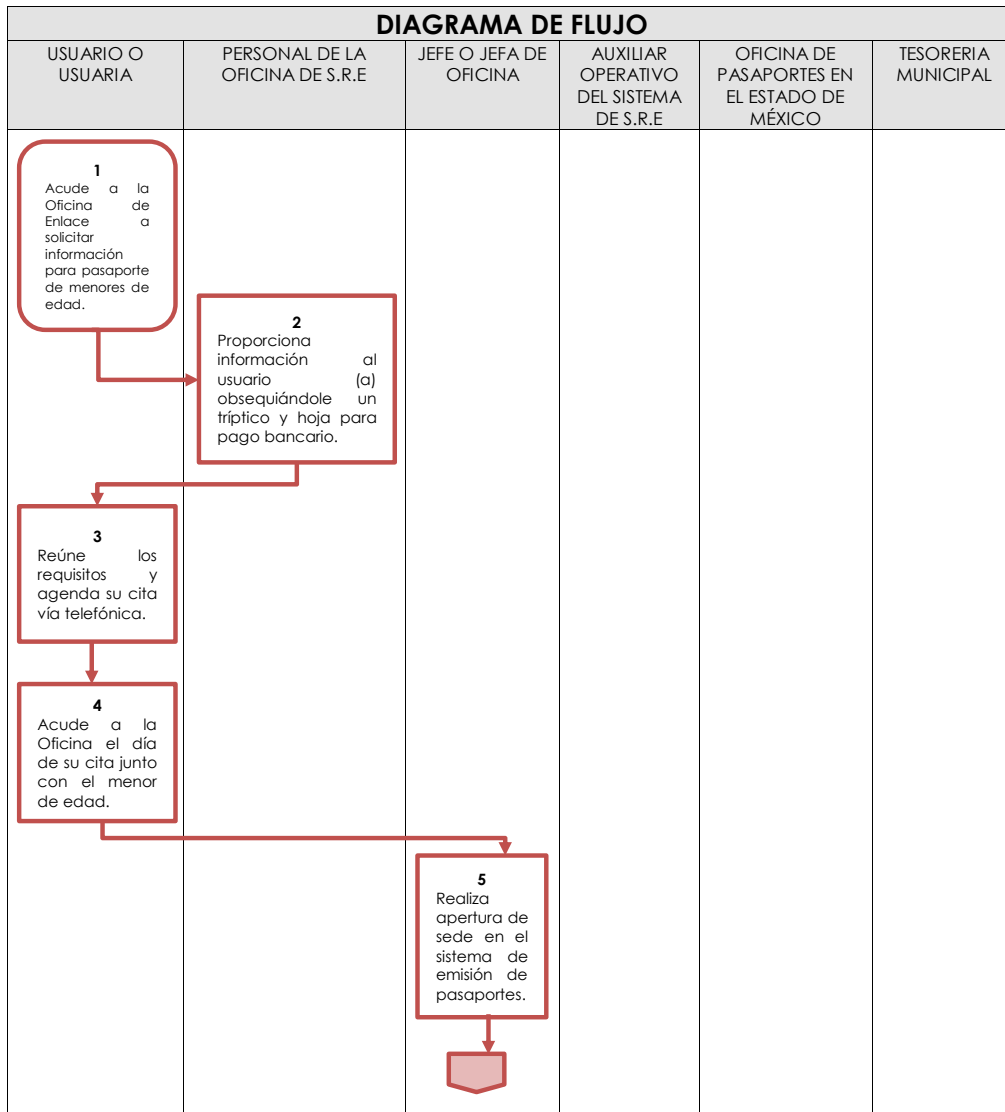 DIAGRAMA DE FLUJO
USUARIO O
USUARIA
PERSONAL DE LA
OFICINA DE S.R.E
JEFE O JEFA DE
OFICINA
AUXILIAR
OPERATIVO
DEL SISTEMA
DE S.R.E
OFICINA DE
PASAPORTES EN
EL ESTADO DE
MÉXICO
TESORERIA
MUNICIPAL
1
Acude a la
Oficina de
Enlace a
solicitar
información
para pasaporte
de menores de
edad.
2
Proporciona
información al
usuario (a)
obsequiándole un
tríptico y hoja para
pago bancario.
3
Reúne los
requisitos y
agenda su cita
vía telefónica.
4
Acude a la
Oficina el día
de su cita junto
con el menor
de edad.
5
Realiza
apertura de
sede en el
sistema de
emisión de
pasaportes.